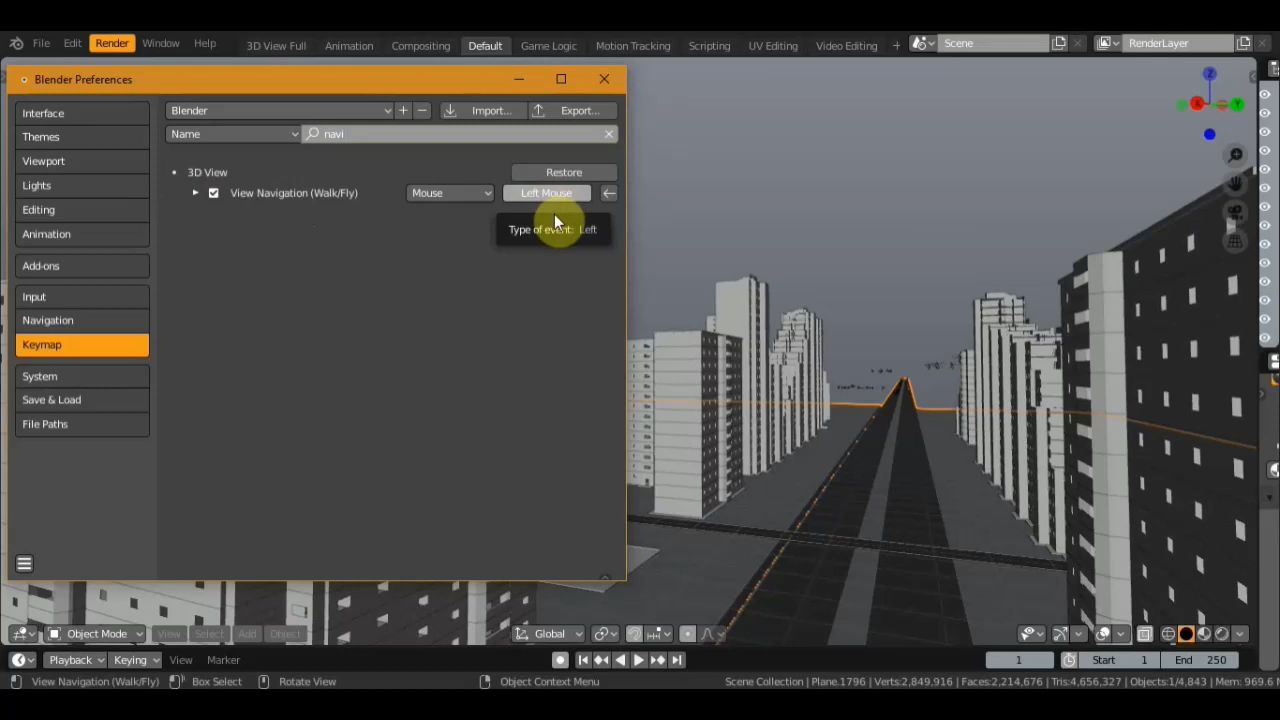 File Edit Render Window Help 3D View Full Animation Compositing Default Game Logic Motion Tracking Scripting UV Editing Video Editing + Scene RenderLayer
Blender Preferences
Interface
Themes
Viewport
Lights
Editing
Animation
Add-ons
Input
Navigation
Keymap
System
Save & Load
File Paths
Blender Import... Export...
Name navi
3D View Restore
View Navigation (Walk/Fly) Mouse Left Mouse
Type of event: Left
Z
X Y
Object Mode View Select Add Object Global
Playback Keying View Marker 1 Start 1 End 250
View Navigation (Walk/Fly) Box Select Rotate View Object Context Menu Scene Collection | Plane.1796 | Verts:2,849,916 | Faces:2,214,676 | Tris:4,656,327 | Objects:1/4,843 | Mem: 969.6 M